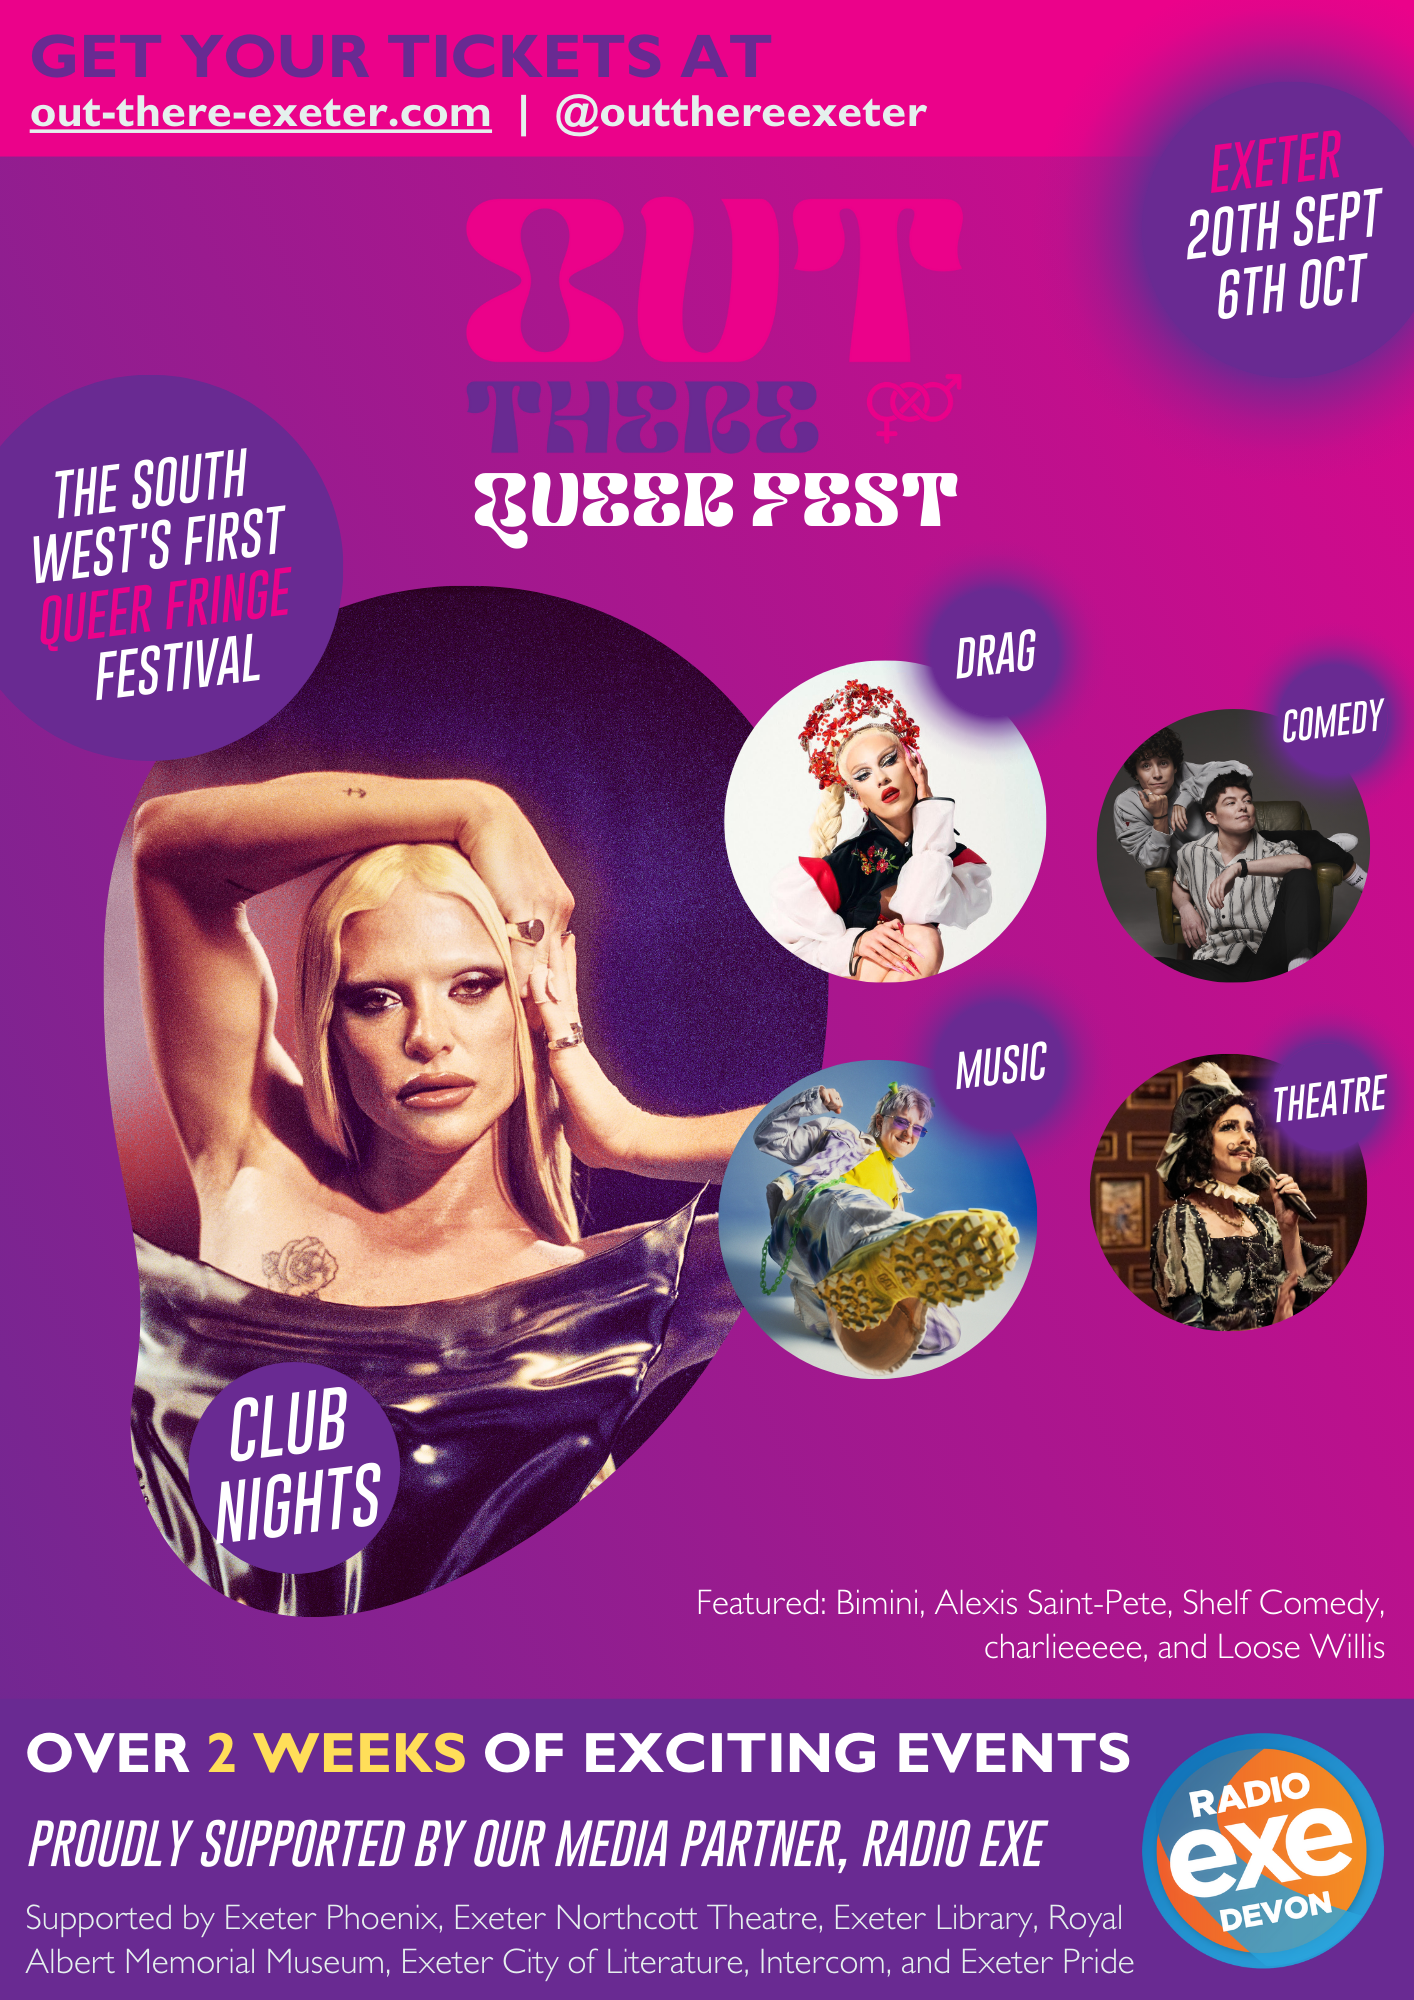 GET YOUR TICKETS AT
out-there-exeter.com | @outthereexeter
EXETER
20TH SEPT
6TH OCT
OUT
THERE
QUEER FEST
THE SOUTH
WEST'S FIRST
QUEER FRINGE
FESTIVAL
DRAG
COMEDY
MUSIC
THEATRE
CLUB
NIGHTS
Featured: Bimini, Alexis Saint-Pete, Shelf Comedy,
charlieeeeee, and Loose Willis
OVER 2 WEEKS OF EXCITING EVENTS
PROUDLY SUPPORTED BY OUR MEDIA PARTNER, RADIO EXE
Supported by Exeter Phoenix, Exeter Northcott Theatre, Exeter Library, Royal
Albert Memorial Museum, Exeter City of Literature, Intercom, and Exeter Pride
RADIO
exe
DEVON